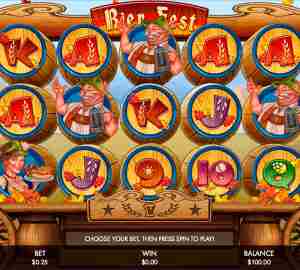 Bier Fest
K A A A
A A K J A
J Q 10
CHOOSE YOUR BET, THEN PRESS SPIN TO PLAY!
BET WIN BALANCE
$0.25 $0.00 $100.00